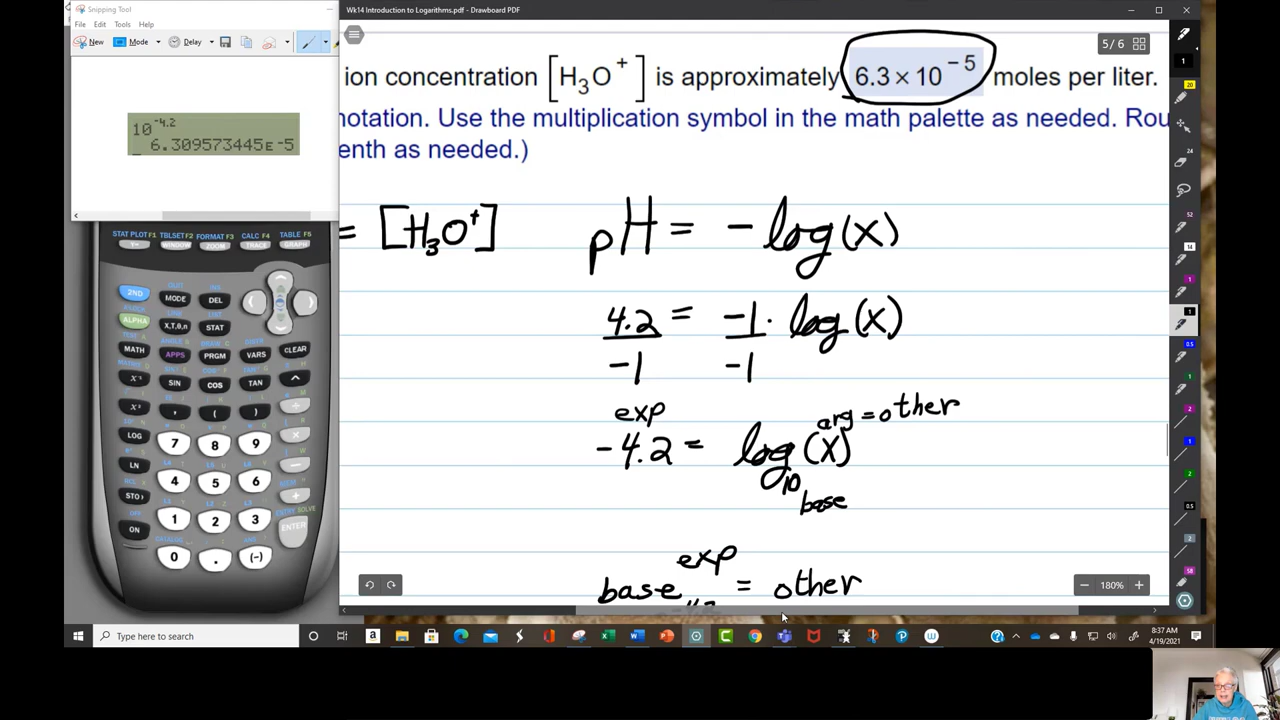 Snipping Tool
File Edit Tools Help
New Mode Delay
10^-4.2
6.309573445E-5
Wk14 Introduction to Logarithms.pdf - Drawboard PDF
5/6
ion concentration [H₃O⁺] is approximately 6.3 × 10⁻⁵ moles per liter.
notation. Use the multiplication symbol in the math palette as needed. Rou
enth as needed.)
= [H₃O⁺] pH = -log(x)
4.2 = -1 · log(x)
-1 -1
exp arg = other
-4.2 = log₁₀(x)
base
exp
base = other
STAT PLOT F1 TBLSET F2 FORMAT F3 CALC F4 TABLE F5
Y= WINDOW ZOOM TRACE GRAPH
2ND MODE DEL
ALPHA X,T,θ,n STAT
MATH APPS PRGM VARS CLEAR
SIN COS TAN ^
, ( ) ÷
LOG 7 8 9 ×
LN 4 5 6 −
STO› 1 2 3 +
ON 0 . (-) ENTER
180%
Type here to search
8:37 AM
4/19/2021